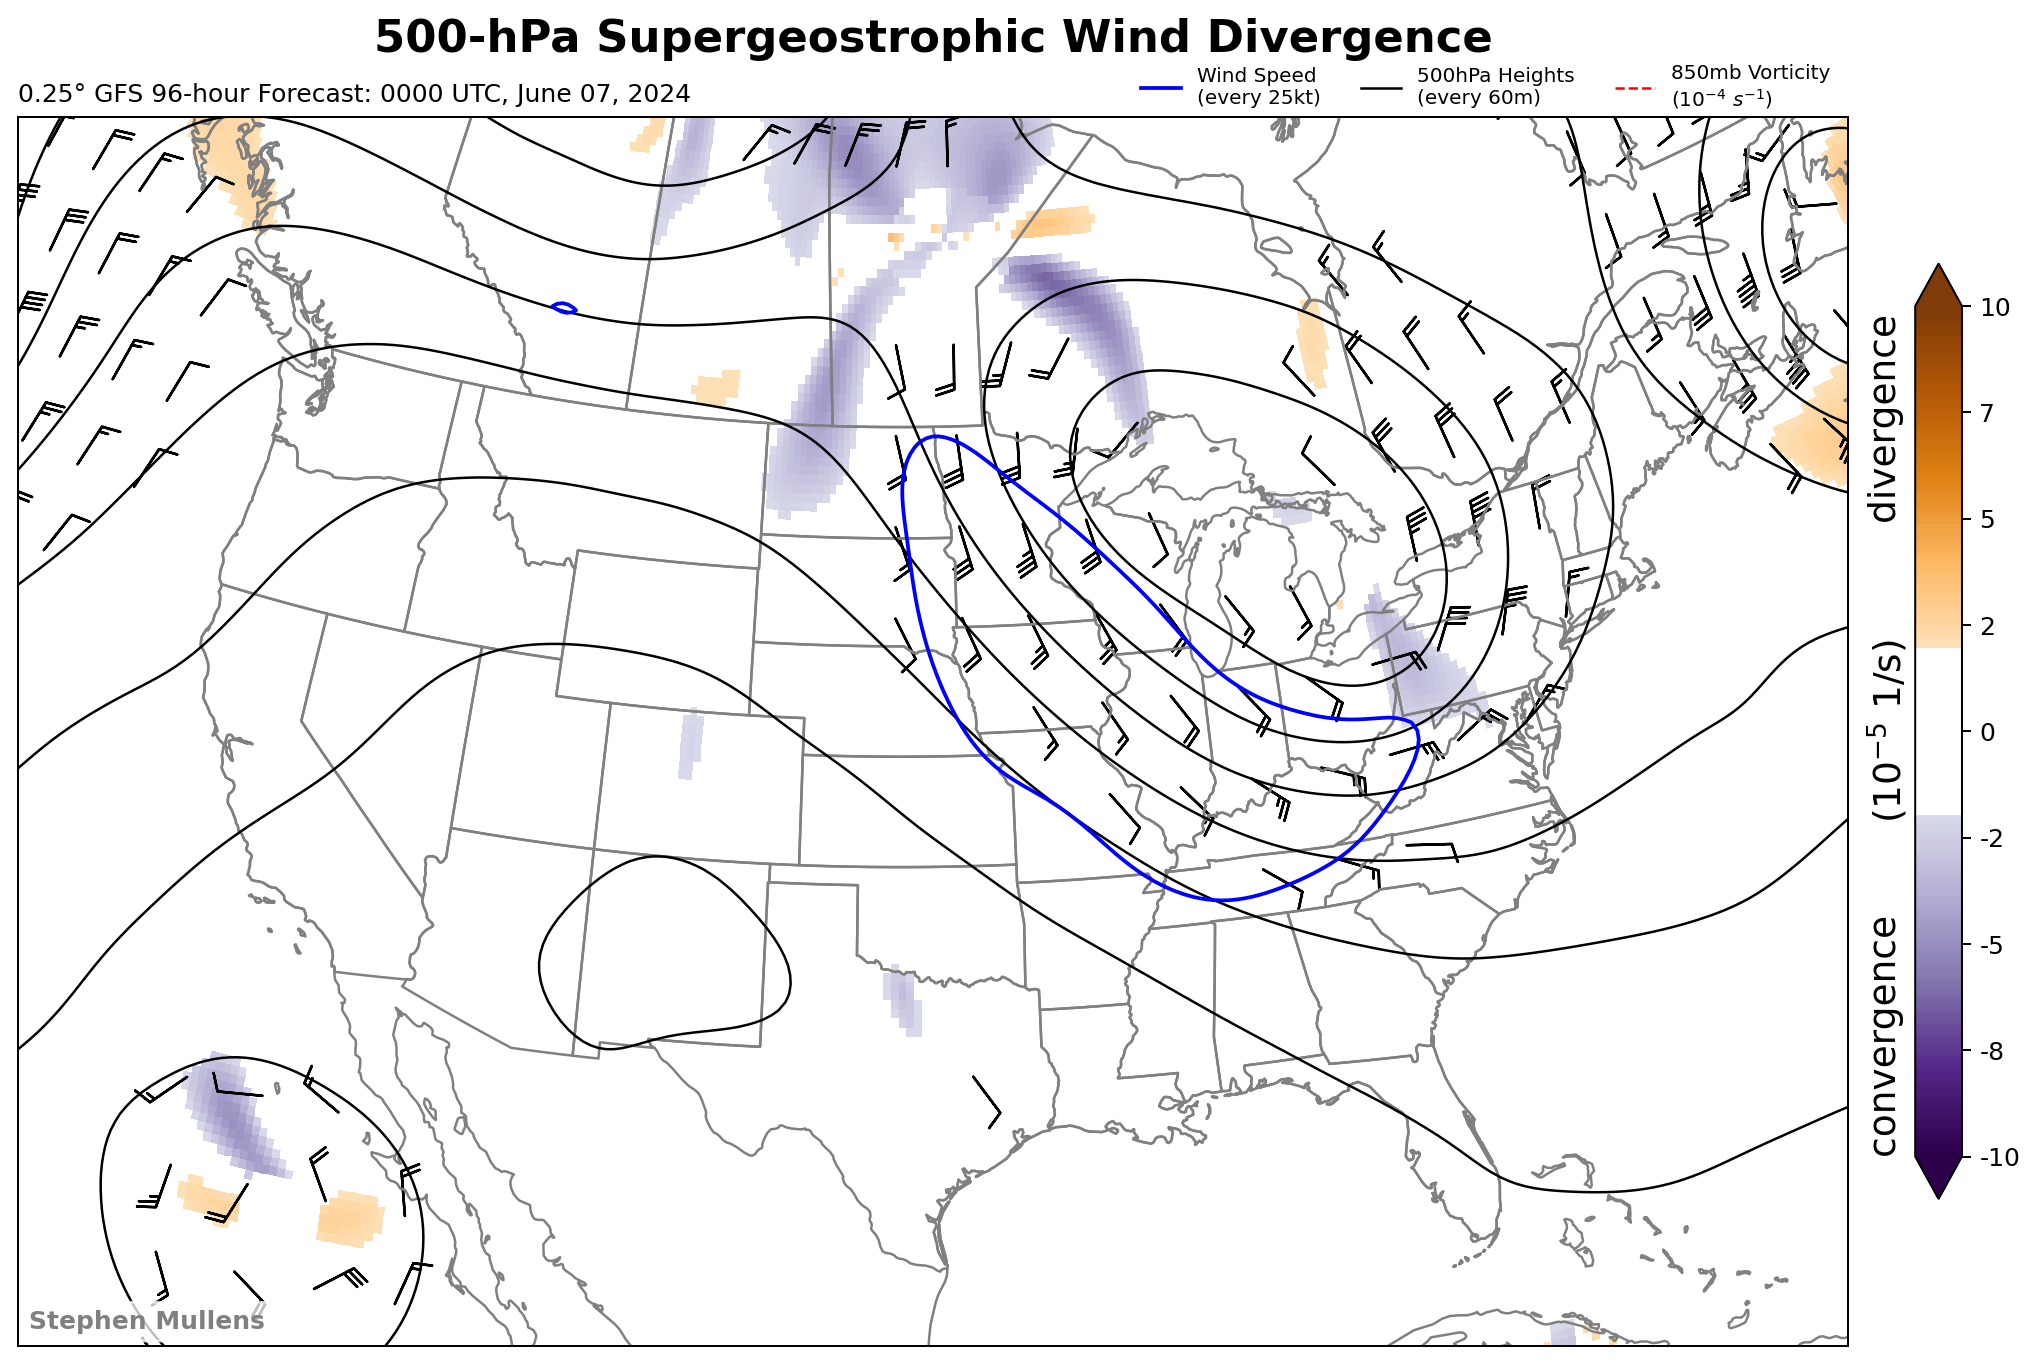 500-hPa Supergeostrophic Wind Divergence
0.25° GFS 96-hour Forecast: 0000 UTC, June 07, 2024
Wind Speed
(every 25kt)
500hPa Heights
(every 60m)
850mb Vorticity
(10⁻⁴ s⁻¹)
10
7
5
2
0
-2
-5
-8
-10
convergence (10⁻⁵ 1/s) divergence
Stephen Mullens